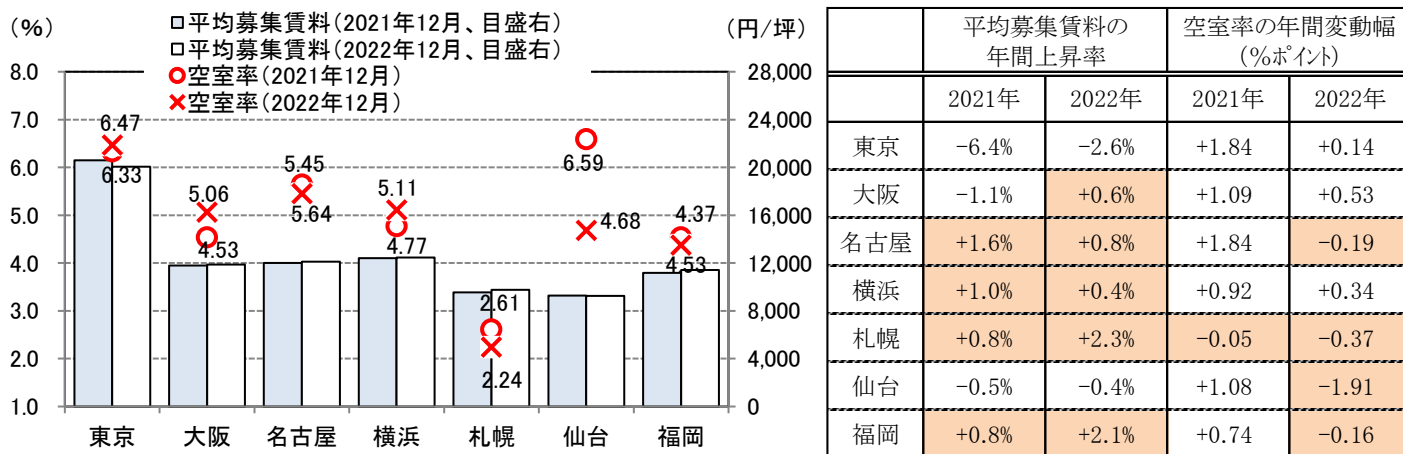 (%)
(円/坪)
平均募集賃料(2021年12月、目盛右)
平均募集賃料(2022年12月、目盛右)
空室率(2021年12月)
空室率(2022年12月)
8.0
7.0
6.0
5.0
4.0
3.0
2.0
1.0
28,000
24,000
20,000
16,000
12,000
8,000
4,000
0
6.47
6.33
5.06
4.53
5.45
5.64
5.11
4.77
2.61
2.24
6.59
4.68
4.37
4.53
東京 大阪 名古屋 横浜 札幌 仙台 福岡
平均募集賃料の 空室率の年間変動幅
年間上昇率 (%ポイント)
2021年 2022年 2021年 2022年
東京 -6.4% -2.6% +1.84 +0.14
大阪 -1.1% +0.6% +1.09 +0.53
名古屋 +1.6% +0.8% +1.84 -0.19
横浜 +1.0% +0.4% +0.92 +0.34
札幌 +0.8% +2.3% -0.05 -0.37
仙台 -0.5% -0.4% +1.08 -1.91
福岡 +0.8% +2.1% +0.74 -0.16